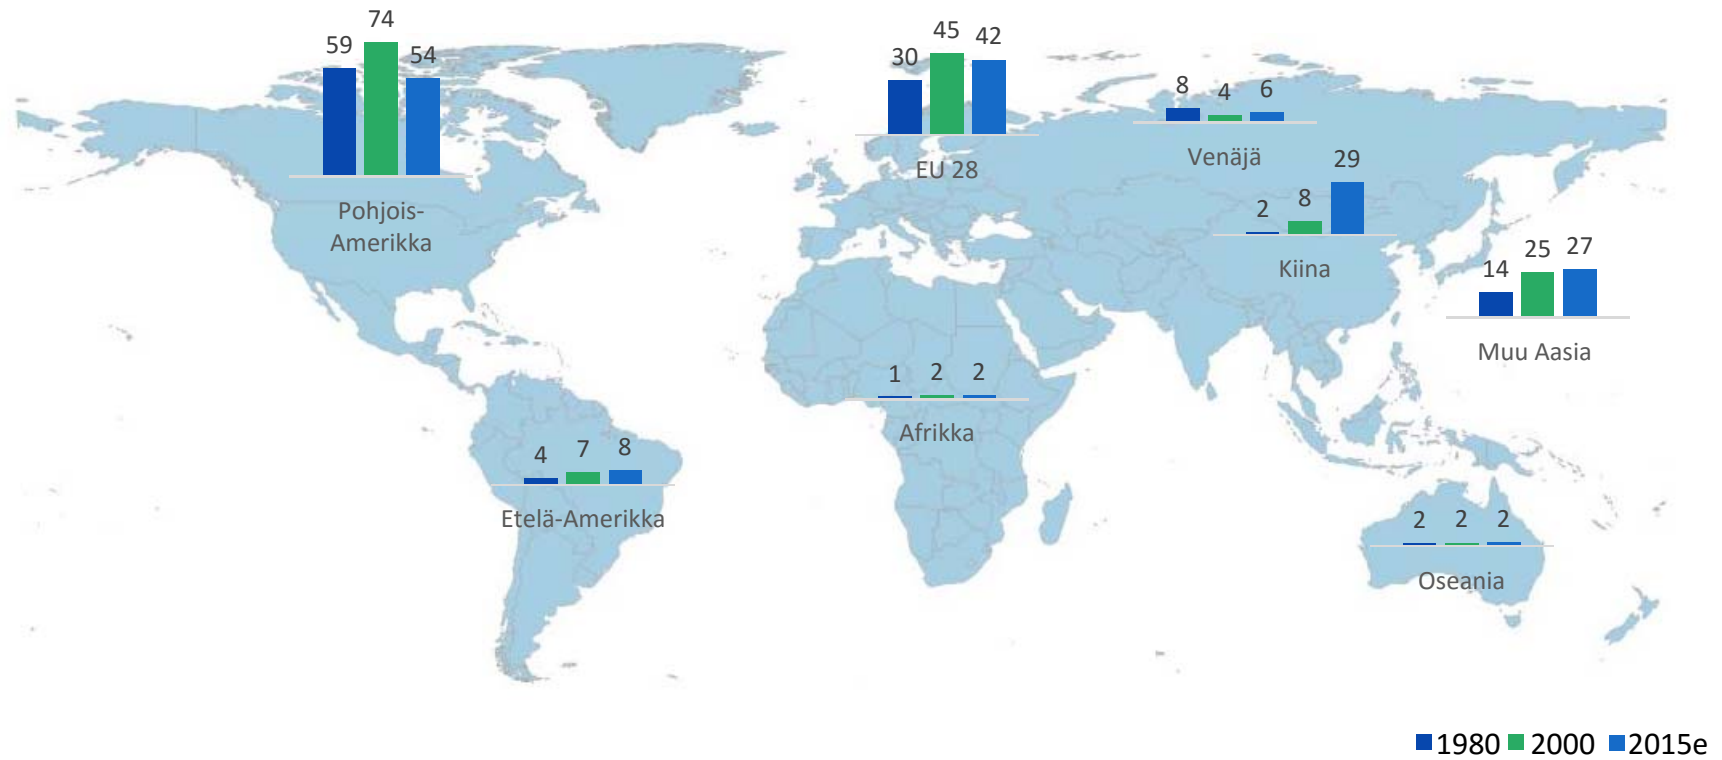 74
59
54
Pohjois-
Amerikka
30
45
42
EU 28
8
4
6
Venäjä
2
8
29
Kiina
14
25
27
Muu Aasia
1
2
2
Afrikka
4
7
8
Etelä-Amerikka
2
2
2
Oseania
1980 2000 2015e